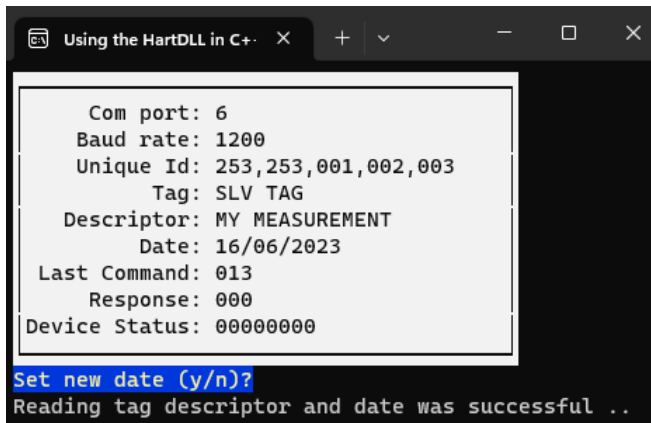 Using the HartDLL in C+
Com port: 6
Baud rate: 1200
Unique Id: 253,253,001,002,003
Tag: SLV TAG
Descriptor: MY MEASUREMENT
Date: 16/06/2023
Last Command: 013
Response: 000
Device Status: 00000000
Set new date (y/n)?
Reading tag descriptor and date was successful ..